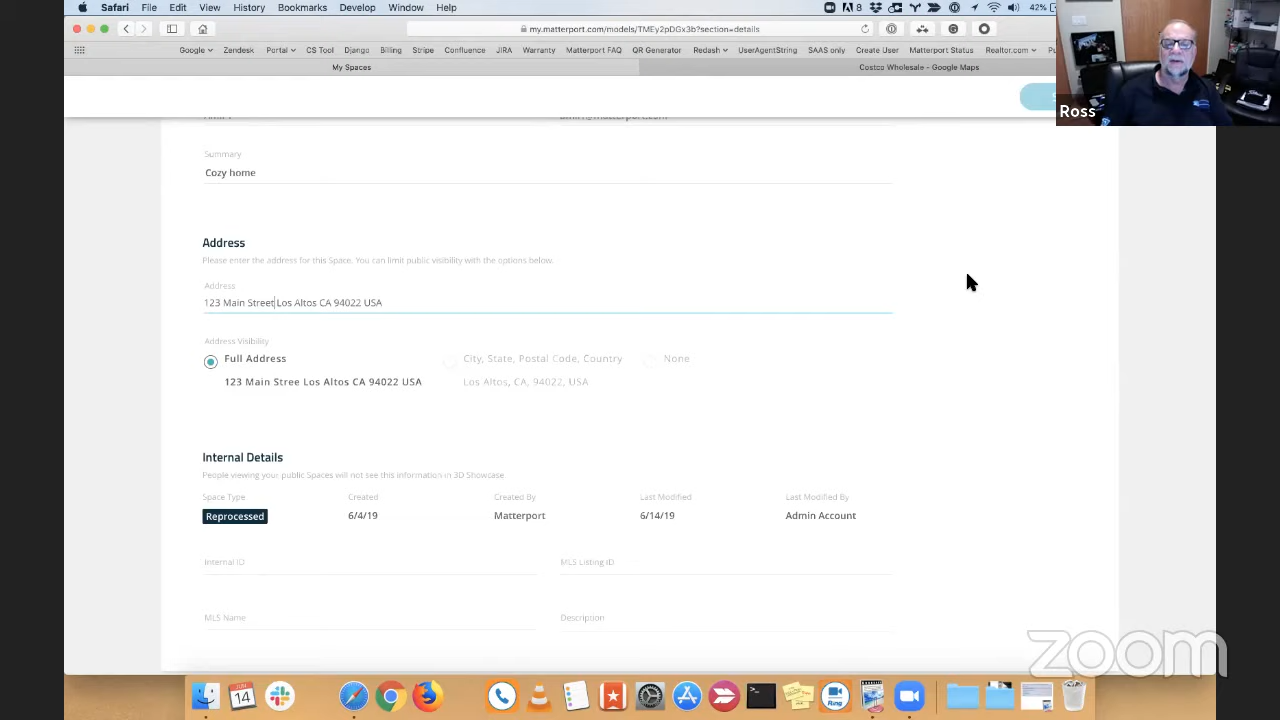 Safari File Edit View History Bookmarks Develop Window Help
42%
my.matterport.com/models/TMEy2pDGx3b?section=details
Google Zendesk Portal CS Tool Django Billing Stripe Confluence JIRA Warranty Matterport FAQ QR Generator Redash UserAgentString SAAS only Create User Matterport Status Realtor.com
My Spaces Costco Wholesale - Google Maps
Ross
Summary
Cozy home
Address
Please enter the address for this Space. You can limit public visibility with the options below.
Address
123 Main Street Los Altos CA 94022 USA
Address Visibility
Full Address City, State, Postal Code, Country None
123 Main Stree Los Altos CA 94022 USA Los Altos, CA, 94022, USA
Internal Details
People viewing your public Spaces will not see this information in 3D Showcase
Space Type Created Created By Last Modified Last Modified By
Reprocessed 6/4/19 Matterport 6/14/19 Admin Account
Internal ID MLS Listing ID
MLS Name Description
zoom
14
Ring